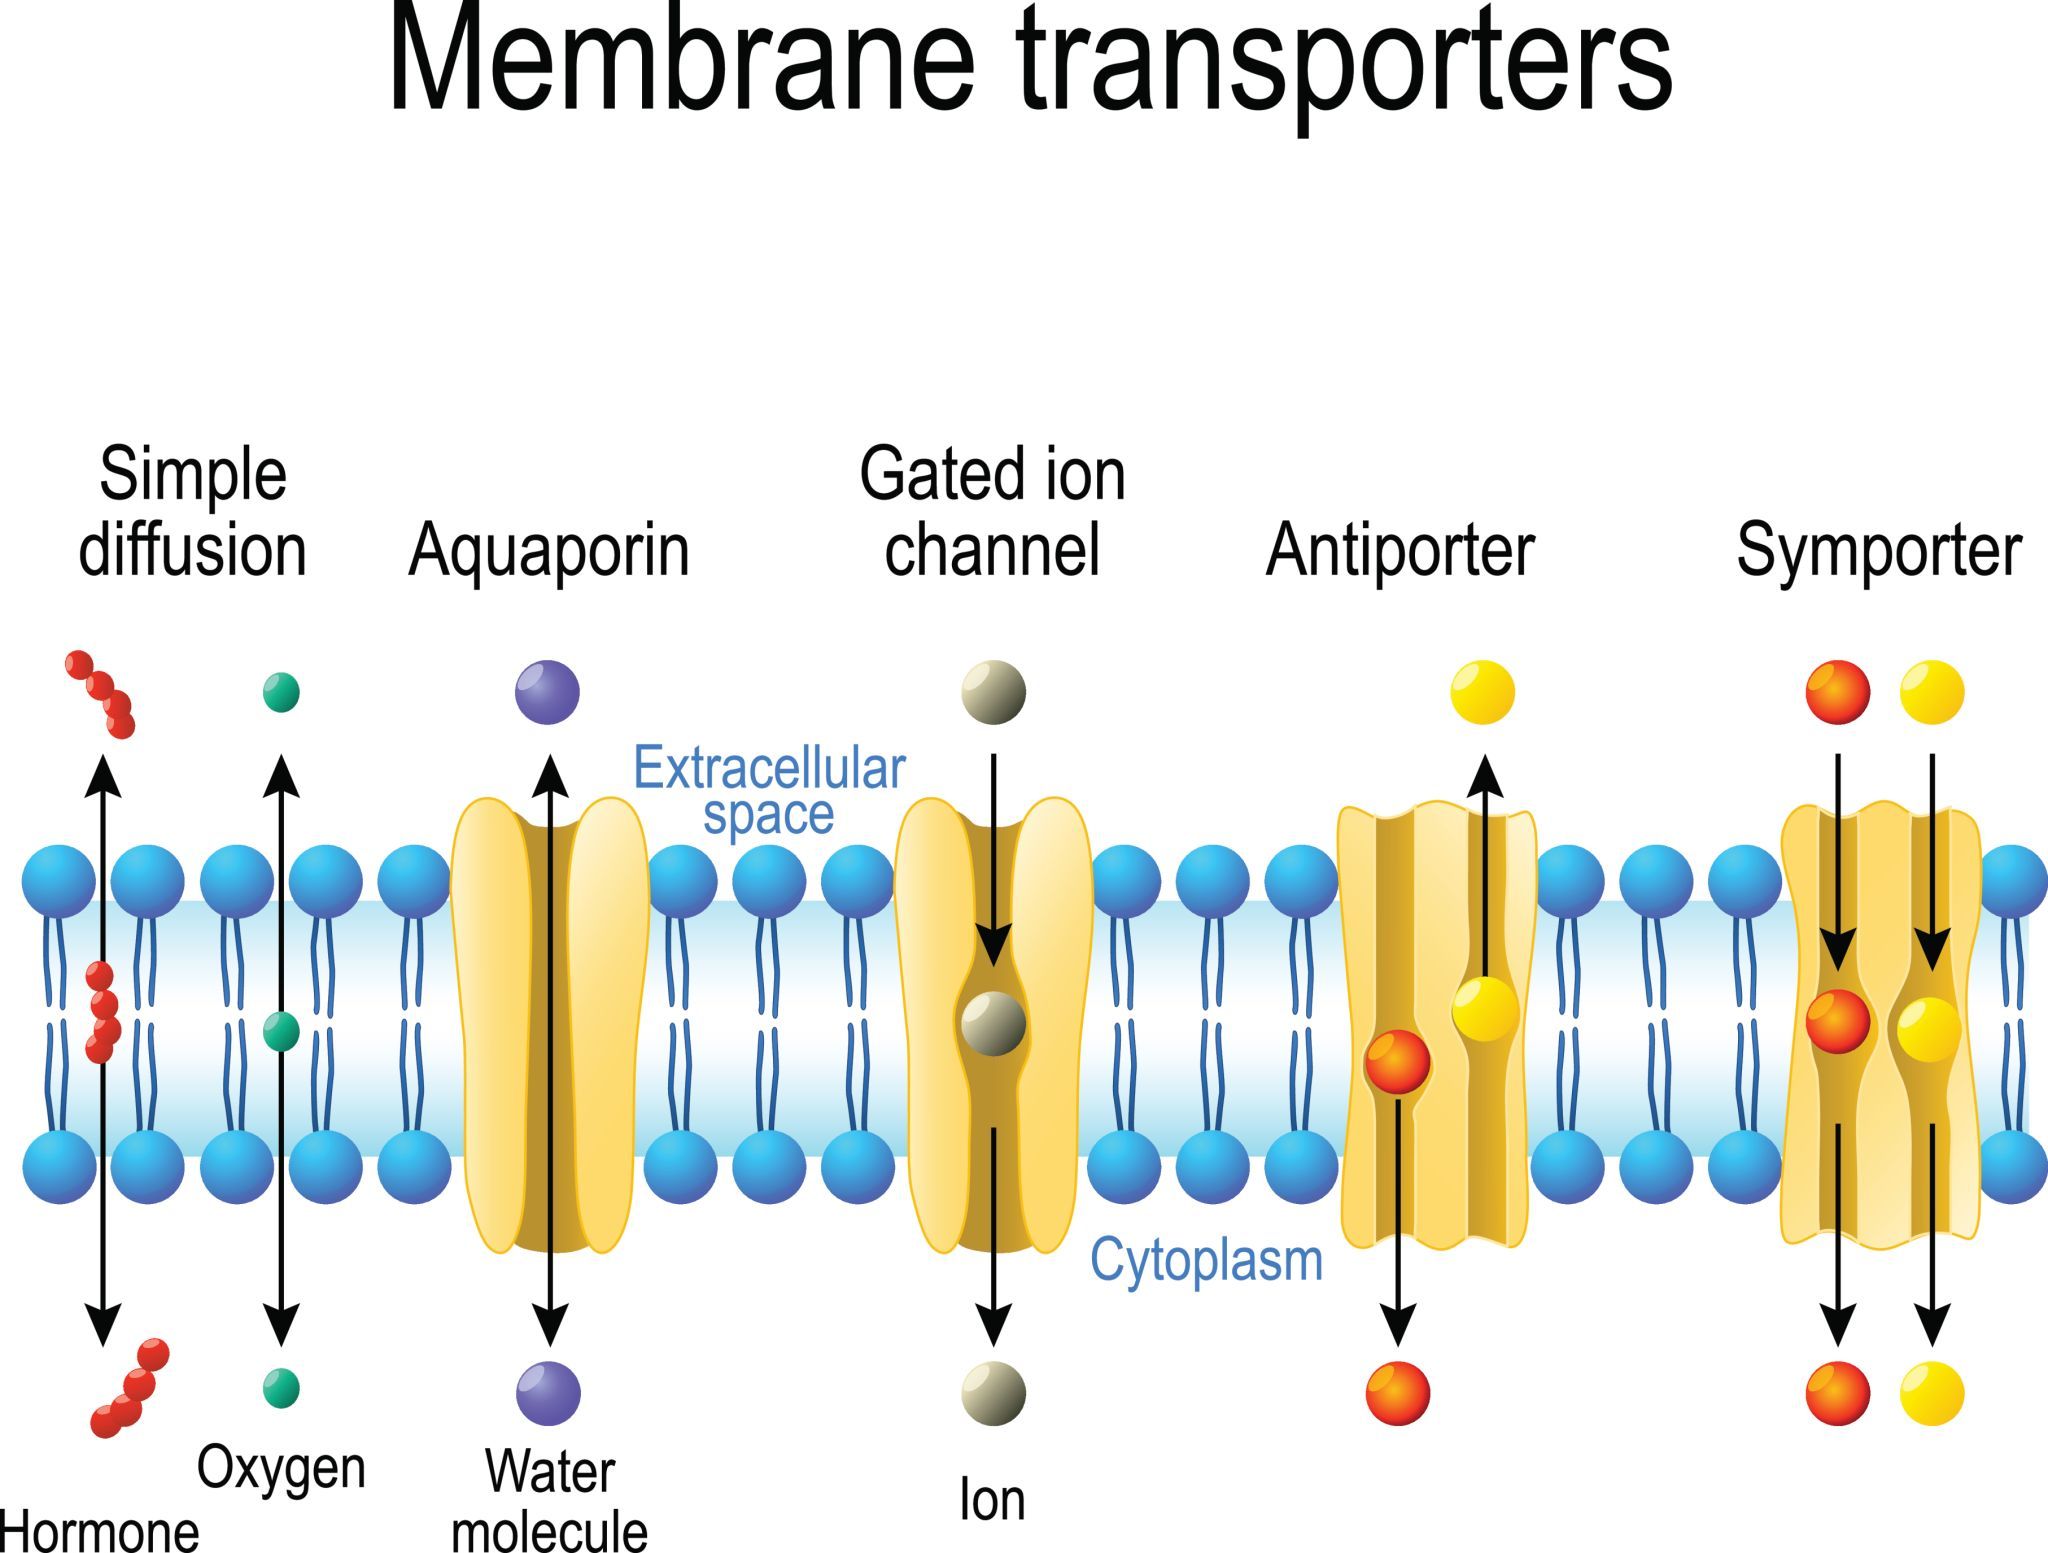 Membrane transporters
Simple
diffusion
Aquaporin
Gated ion
channel
Antiporter
Symporter
Extracellular
space
Cytoplasm
Hormone
Oxygen
Water
molecule
Ion